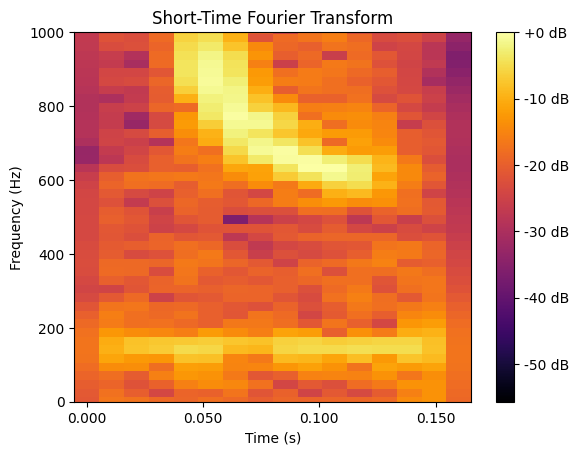 Short-Time Fourier Transform
1000
800
600
400
200
0
Frequency (Hz)
0.000
0.050
0.100
0.150
Time (s)
+0 dB
-10 dB
-20 dB
-30 dB
-40 dB
-50 dB